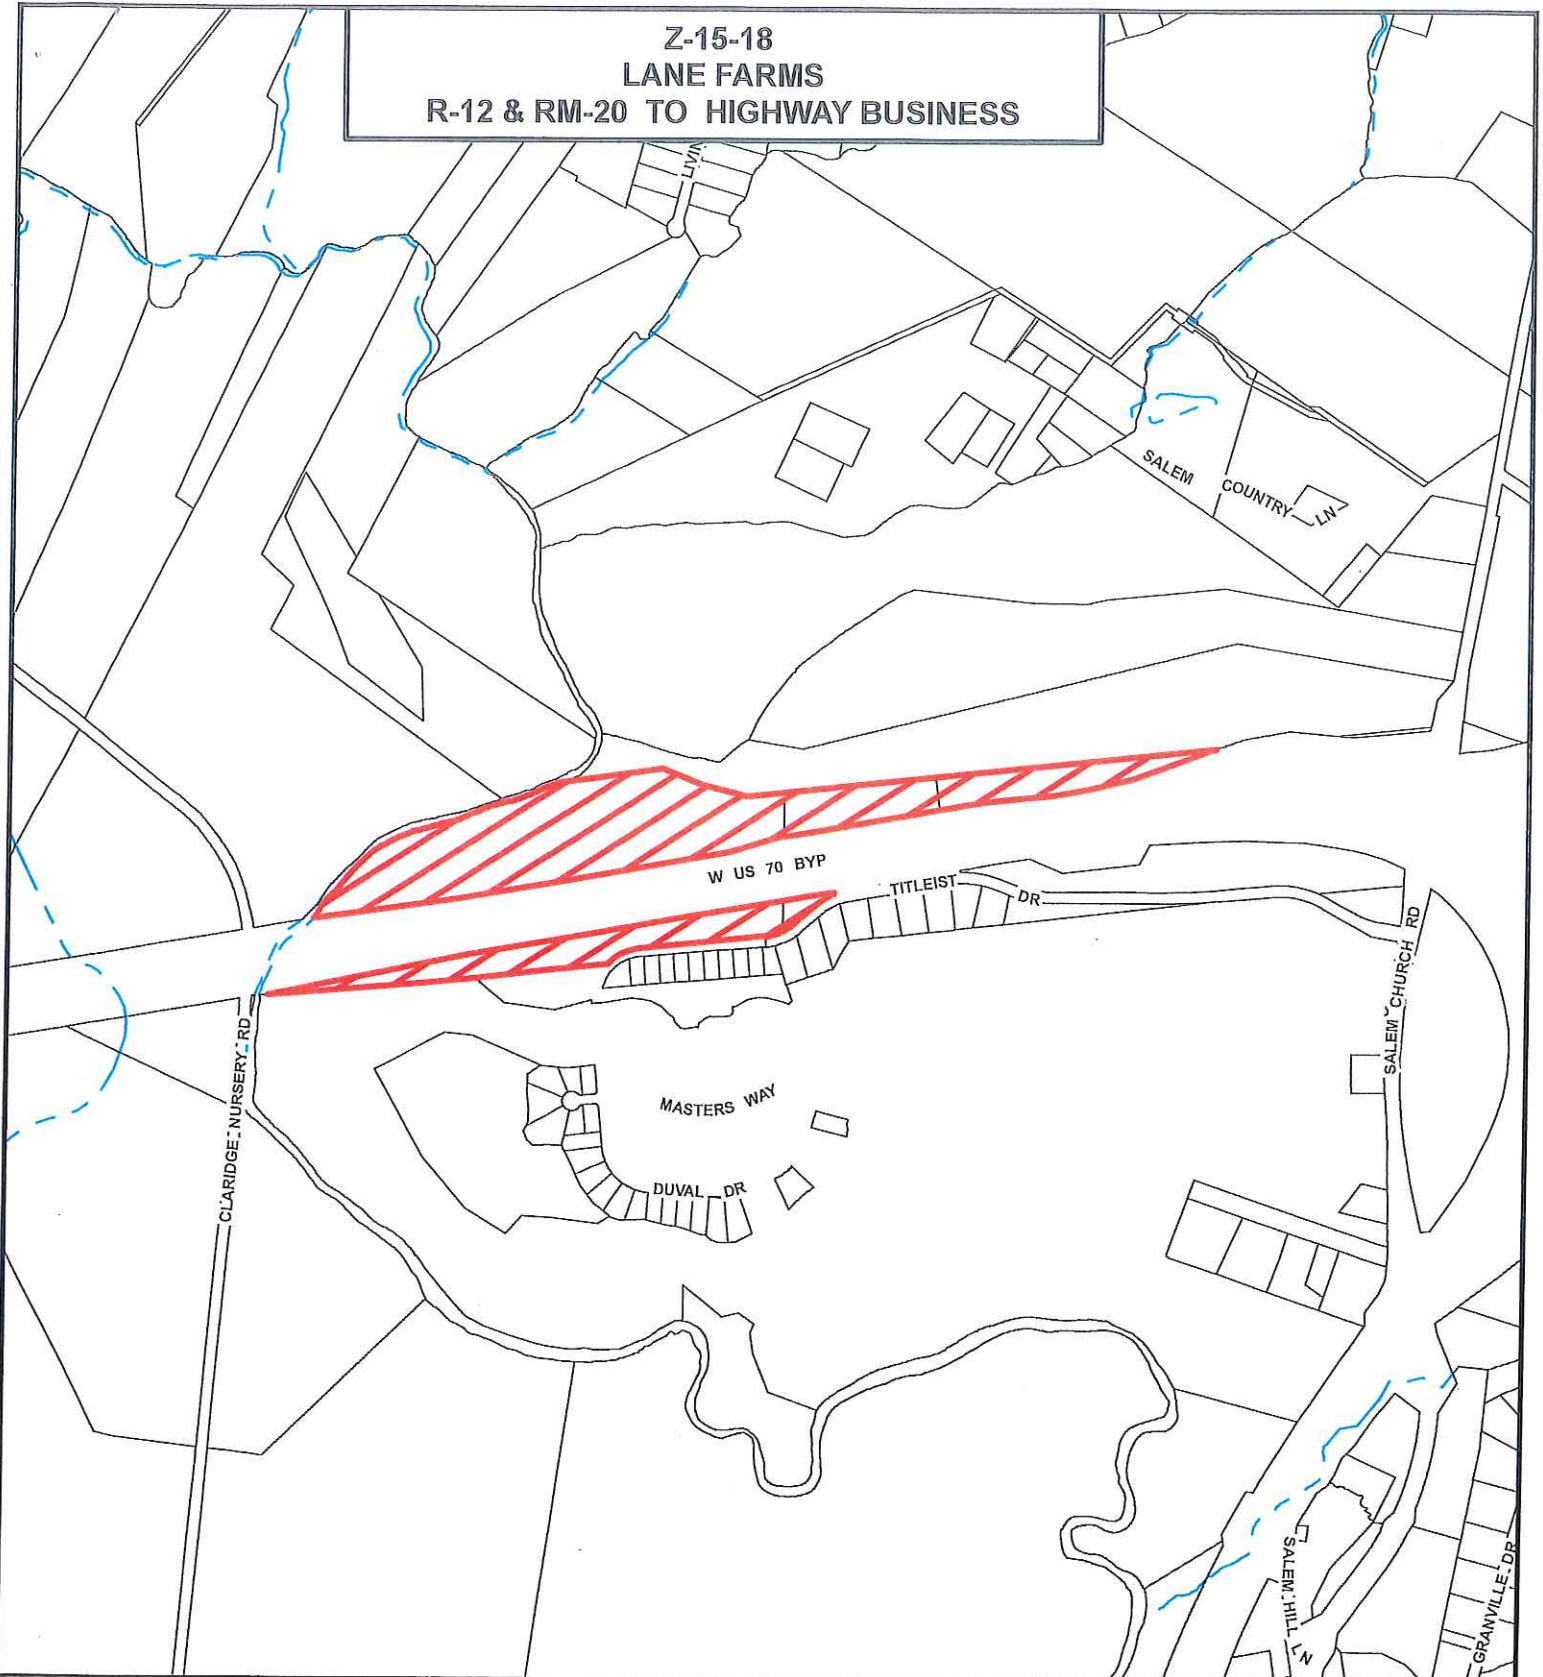 Z-15-18
LANE FARMS
R-12 & RM-20 TO HIGHWAY BUSINESS
SALEM COUNTRY LN
W US 70 BYP
TITLEIST DR
SALEM CHURCH RD
CLARIDGE NURSERY RD
MASTERS WAY
DUVAL DR
SALEM HILL LN
GRANVILLE DR